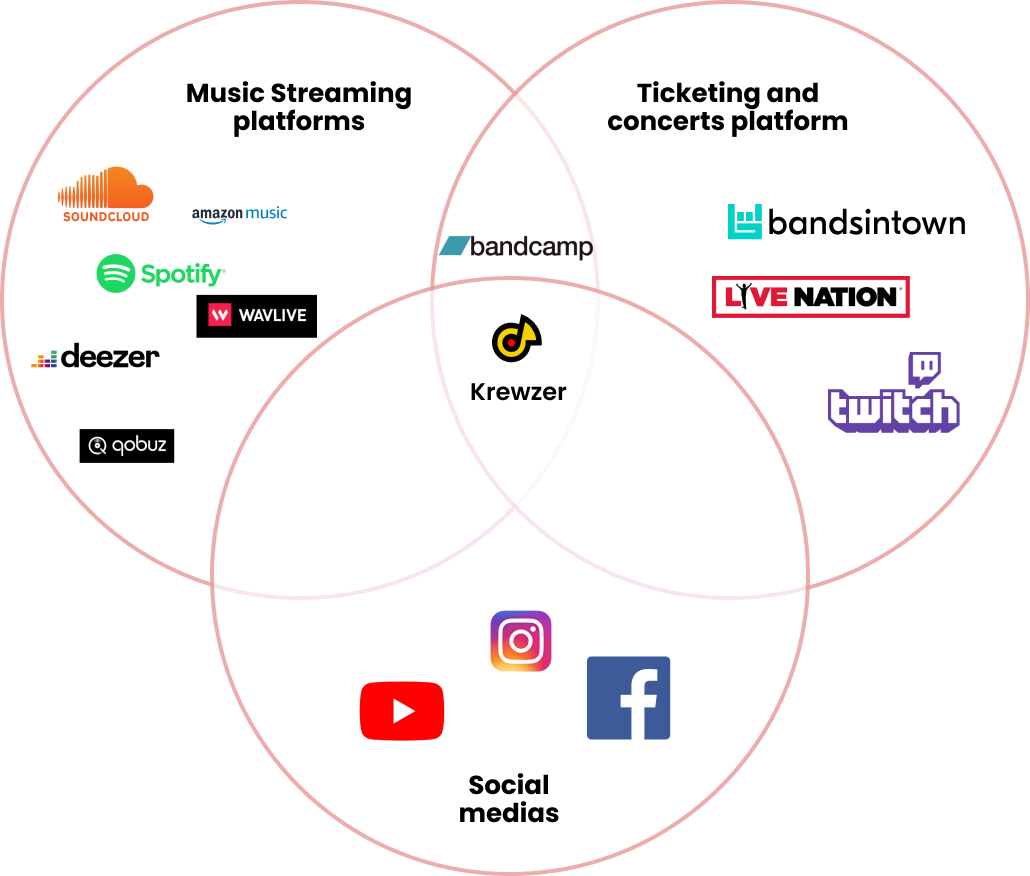 Music Streaming
platforms
Ticketing and
concerts platform
SOUNDCLOUD
amazon music
bandsintown
bandcamp
Spotify
LIVE NATION
WAVLIVE
deezer
Krewzer
twitch
qobuz
Social
medias